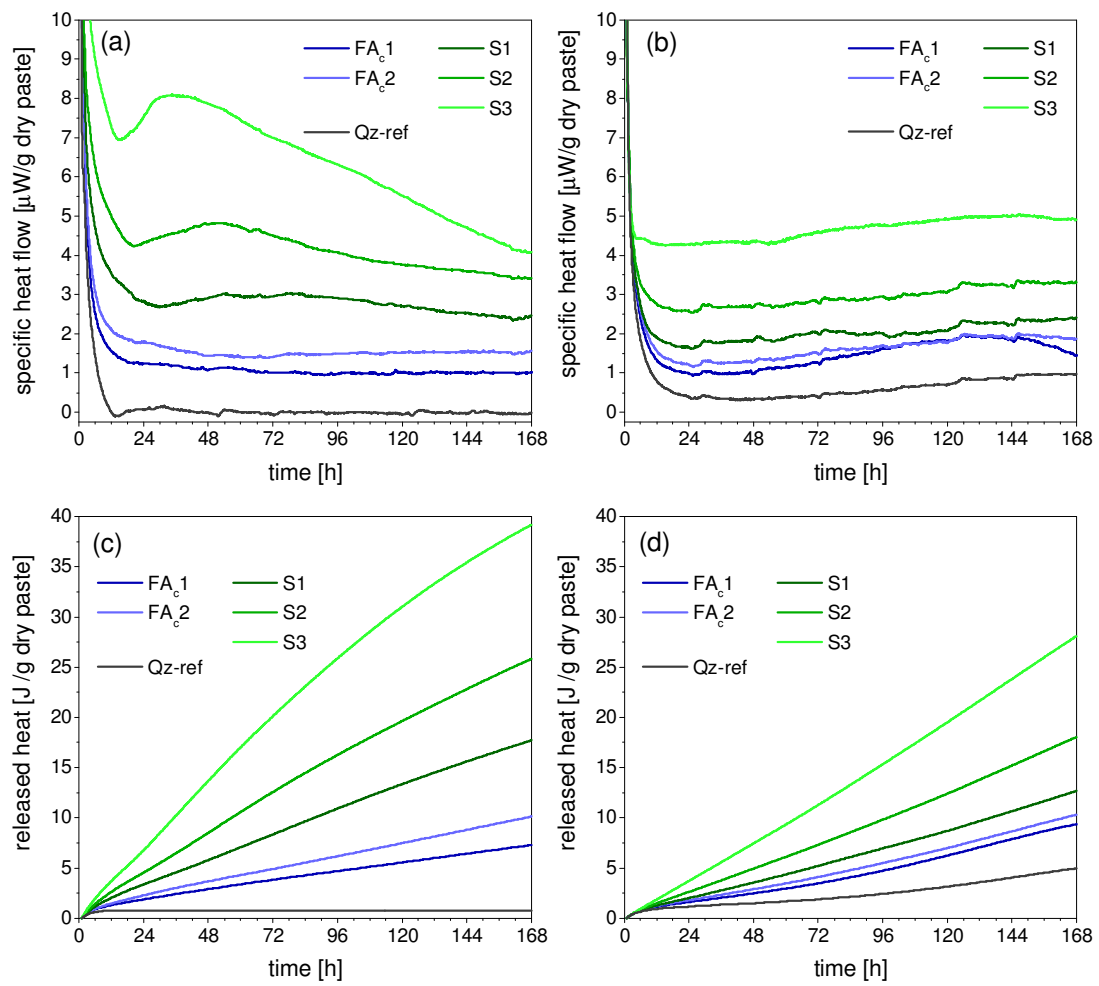 (a)
FAc1 S1
FAc2 S2
S3
Qz-ref
specific heat flow [µW/g dry paste]
10
9
8
7
6
5
4
3
2
1
0
0 24 48 72 96 120 144 168
time [h]
(b)
FAc1 S1
FAc2 S2
S3
Qz-ref
specific heat flow [µW/g dry paste]
10
9
8
7
6
5
4
3
2
1
0
0 24 48 72 96 120 144 168
time [h]
(c)
FAc1 S1
FAc2 S2
S3
Qz-ref
released heat [J /g dry paste]
40
35
30
25
20
15
10
5
0
0 24 48 72 96 120 144 168
time [h]
(d)
FAc1 S1
FAc2 S2
S3
Qz-ref
released heat [J /g dry paste]
40
35
30
25
20
15
10
5
0
0 24 48 72 96 120 144 168
time [h]